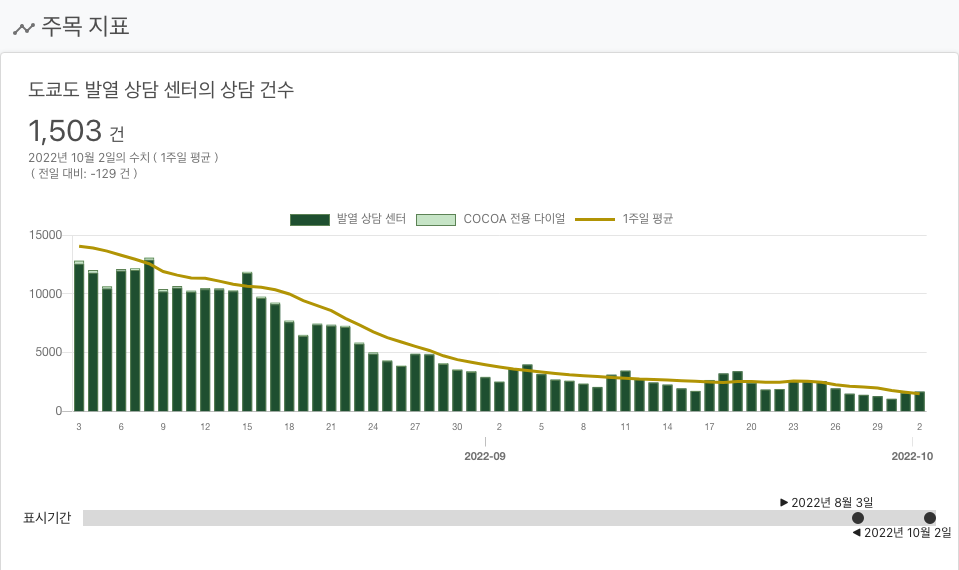 주목 지표
도쿄도 발열 상담 센터의 상담 건수
1,503 건
2022년 10월 2일의 수치 ( 1주일 평균 )
( 전일 대비: -129 건 )
발열 상담 센터 COCOA 전용 다이얼 1주일 평균
15000
10000
5000
0
3 6 9 12 15 18 21 24 27 30 2 5 8 11 14 17 20 23 26 29 2
2022-09 2022-10
▶ 2022년 8월 3일
표시기간
◀ 2022년 10월 2일